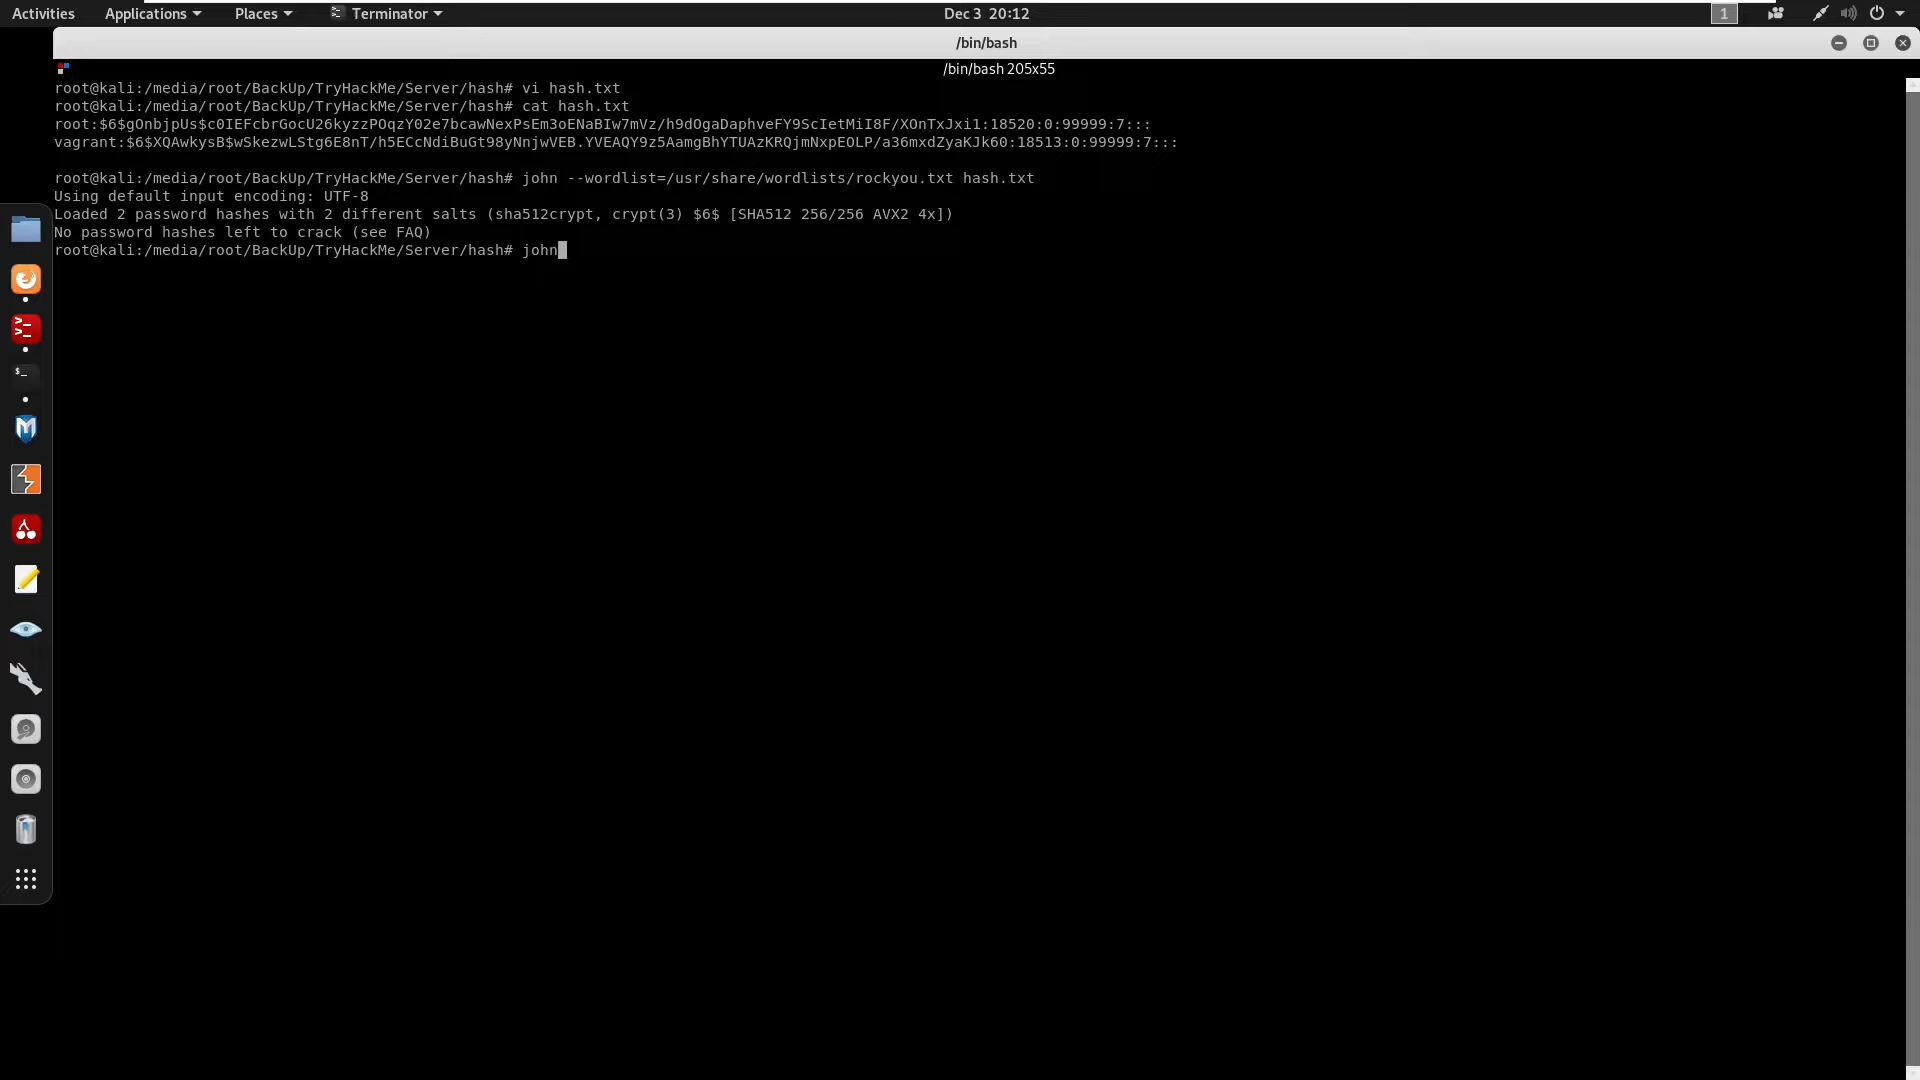 Activities Applications Places Terminator Dec 3 20:12 1
/bin/bash
/bin/bash 205x55
root@kali:/media/root/BackUp/TryHackMe/Server/hash# vi hash.txt
root@kali:/media/root/BackUp/TryHackMe/Server/hash# cat hash.txt
root:$6$gOnbjpUs$c0IEFcbrGocU26kyzzPOqzY02e7bcawNexPsEm3oENaBIw7mVz/h9dOgaDaphveFY9ScIetMiI8F/XOnTxJxi1:18520:0:99999:7:::
vagrant:$6$XQAwkysB$wSkezwLStg6E8nT/h5ECcNdiBuGt98yNnjwVEB.YVEAQY9z5AamgBhYTUAzKRQjmNxpEOLP/a36mxdZyaKJk60:18513:0:99999:7:::
root@kali:/media/root/BackUp/TryHackMe/Server/hash# john --wordlist=/usr/share/wordlists/rockyou.txt hash.txt
Using default input encoding: UTF-8
Loaded 2 password hashes with 2 different salts (sha512crypt, crypt(3) $6$ [SHA512 256/256 AVX2 4x])
No password hashes left to crack (see FAQ)
root@kali:/media/root/BackUp/TryHackMe/Server/hash# john